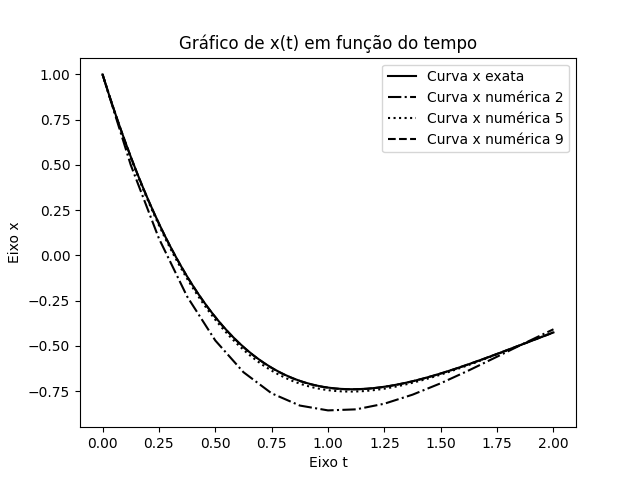 Gráfico de x(t) em função do tempo
Curva x exata
Curva x numérica 2
Curva x numérica 5
Curva x numérica 9
Eixo x
1.00
0.75
0.50
0.25
0.00
−0.25
−0.50
−0.75
0.00 0.25 0.50 0.75 1.00 1.25 1.50 1.75 2.00
Eixo t